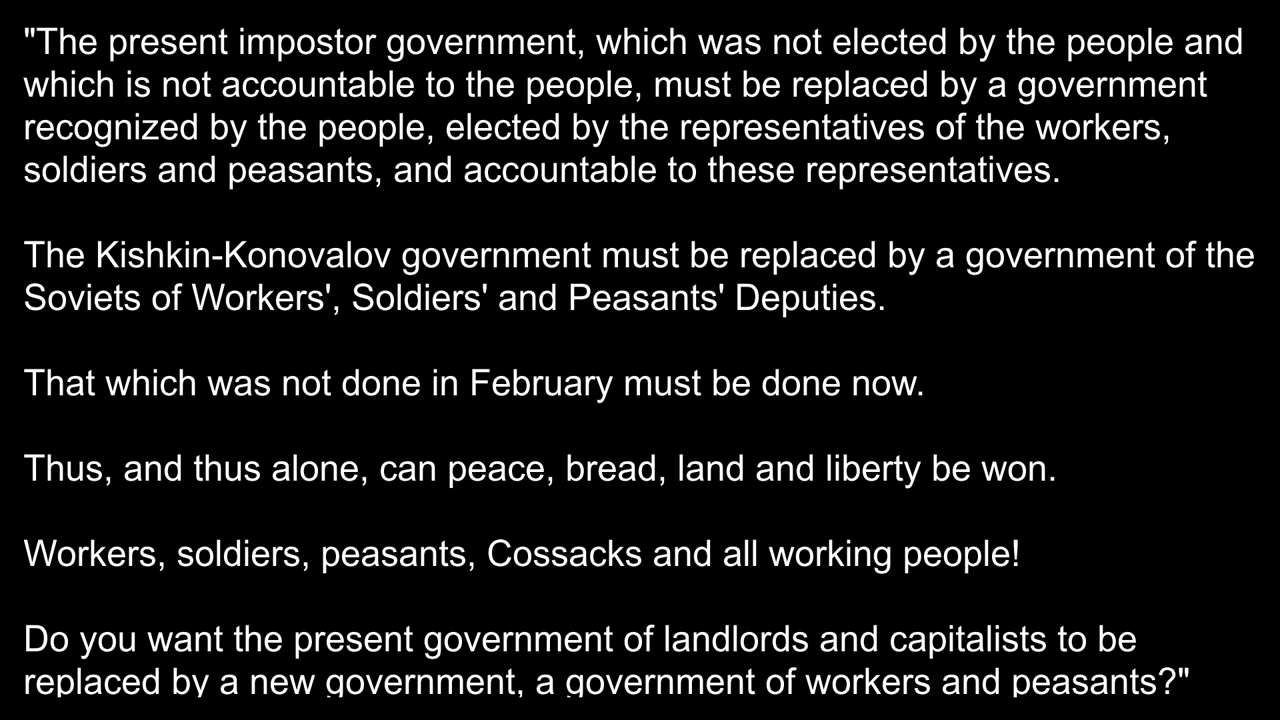 "The present impostor government, which was not elected by the people and
which is not accountable to the people, must be replaced by a government
recognized by the people, elected by the representatives of the workers,
soldiers and peasants, and accountable to these representatives.
The Kishkin-Konovalov government must be replaced by a government of the
Soviets of Workers', Soldiers' and Peasants' Deputies.
That which was not done in February must be done now.
Thus, and thus alone, can peace, bread, land and liberty be won.
Workers, soldiers, peasants, Cossacks and all working people!
Do you want the present government of landlords and capitalists to be
replaced by a new government, a government of workers and peasants?"